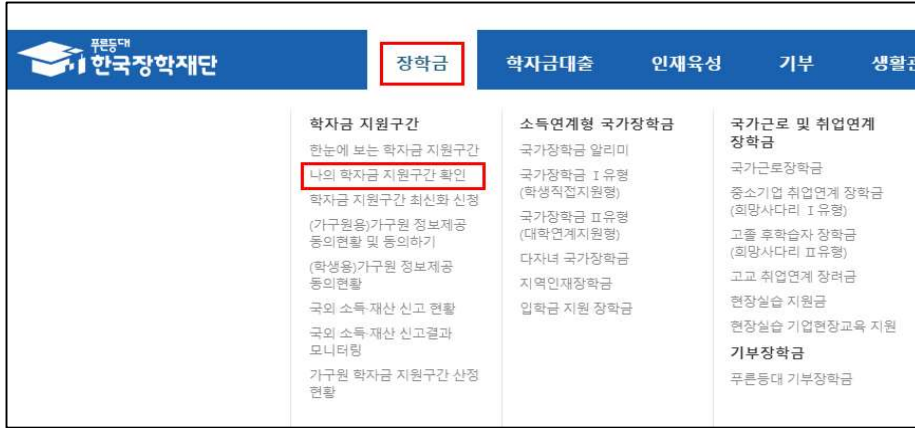 푸른등대
한국장학재단
장학금
학자금대출
인재육성
기부
학자금 지원구간
한눈에 보는 학자금 지원구간
나의 학자금 지원구간 확인
학자금 지원구간 최신화 신청
(가구원용)가구원 정보제공
동의현황 및 동의하기
(학생용)가구원 정보제공
동의현황
국외 소득·재산 신고 현황
국외 소득·재산 신고결과
모니터링
가구원 학자금 지원구간 산정
현황
소득연계형 국가장학금
국가장학금 알리미
국가장학금 Ⅰ유형
(학생직접지원형)
국가장학금 Ⅱ유형
(대학연계지원형)
다자녀 국가장학금
지역인재장학금
입학금 지원 장학금
국가근로 및 취업연계
장학금
국가근로장학금
중소기업 취업연계 장학금
(희망사다리 Ⅰ유형)
고졸 후학습자 장학금
(희망사다리 Ⅱ유형)
고교 취업연계 장려금
현장실습 지원금
현장실습 기업현장교육 지원
기부장학금
푸른등대 기부장학금